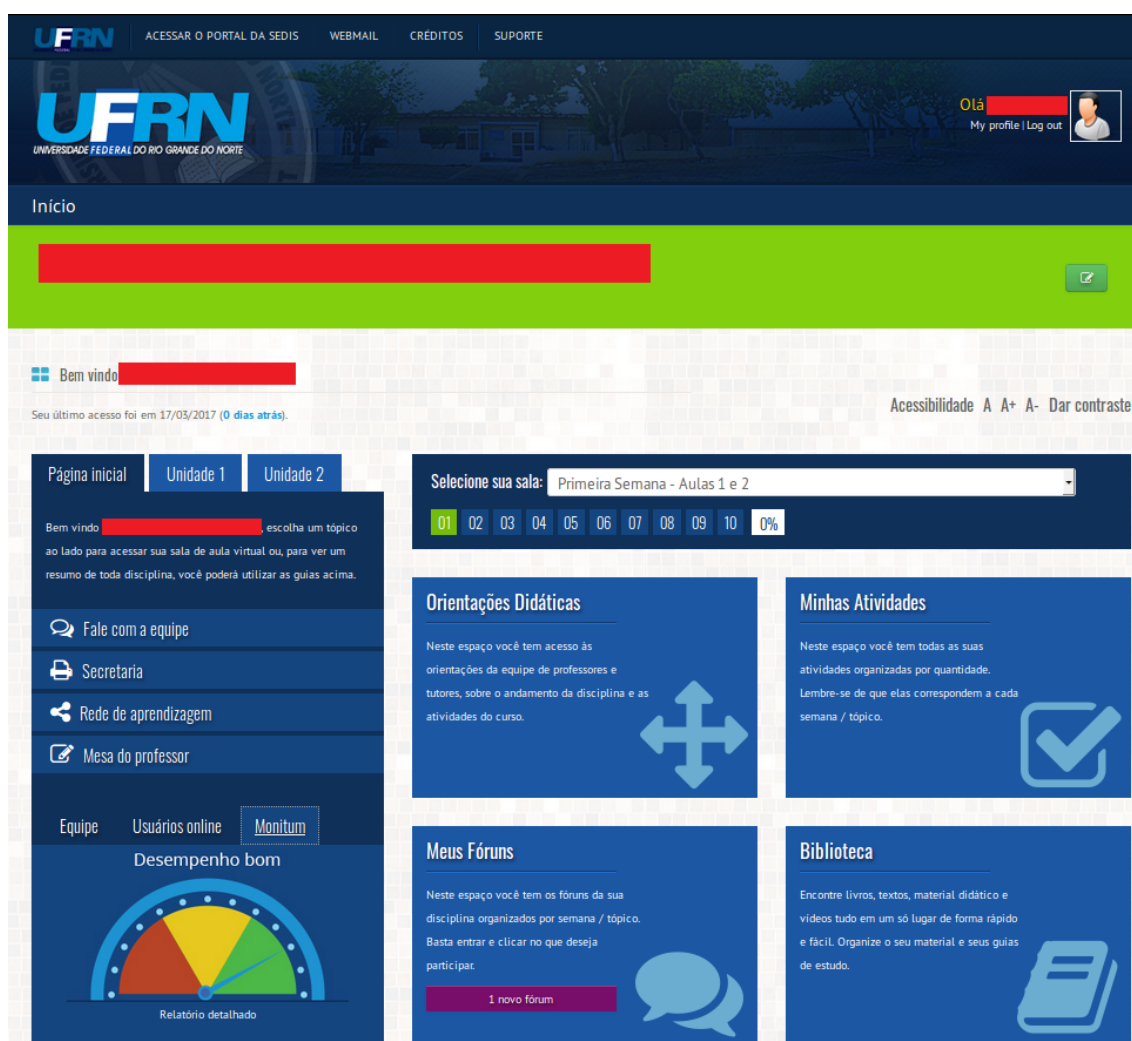 UFRN ACESSAR O PORTAL DA SEDIS WEBMAIL CRÉDITOS SUPORTE
UFRN
UNIVERSIDADE FEDERAL DO RIO GRANDE DO NORTE
Olá
My profile | Log out
Início
Bem vindo
Seu último acesso foi em 17/03/2017 (0 dias atrás).
Acessibilidade A A+ A- Dar contraste
Página inicial Unidade 1 Unidade 2
Bem vindo , escolha um tópico
ao lado para acessar sua sala de aula virtual ou, para ver um
resumo de toda disciplina, você poderá utilizar as guias acima.
Fale com a equipe
Secretaria
Rede de aprendizagem
Mesa do professor
Equipe Usuários online Monitum
Desempenho bom
Relatório detalhado
Selecione sua sala: Primeira Semana - Aulas 1 e 2
01 02 03 04 05 06 07 08 09 10 0%
Orientações Didáticas
Neste espaço você tem acesso às
orientações da equipe de professores e
tutores, sobre o andamento da disciplina e as
atividades do curso.
Minhas Atividades
Neste espaço você tem todas as suas
atividades organizadas por quantidade.
Lembre-se de que elas correspondem a cada
semana / tópico.
Meus Fóruns
Neste espaço você tem os fóruns da sua
disciplina organizados por semana / tópico.
Basta entrar e clicar no que deseja
participar.
1 novo fórum
Biblioteca
Encontre livros, textos, material didático e
vídeos tudo em um só lugar de forma rápido
e fácil. Organize o seu material e seus guias
de estudo.